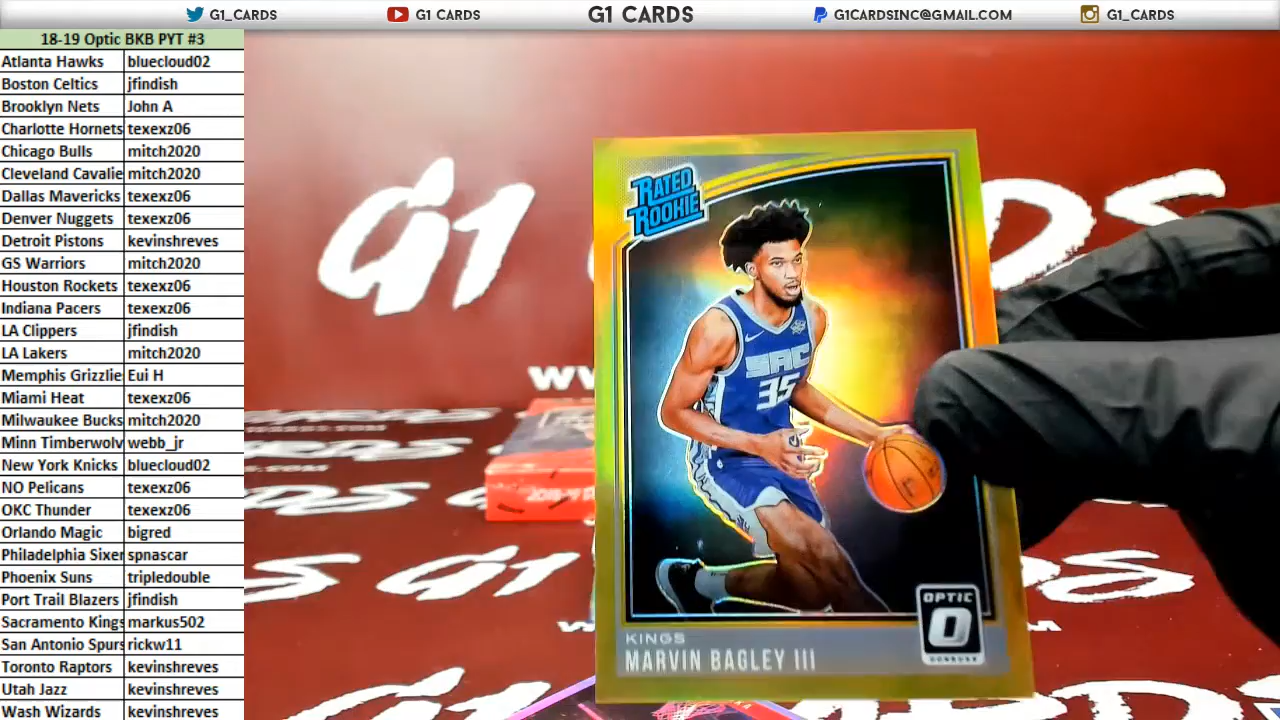 G1_CARDS
G1 CARDS
G1 CARDS
G1CARDSINC@GMAIL.COM
G1_CARDS
18-19 Optic BKB PYT #3
Atlanta Hawks bluecloud02
Boston Celtics jfindish
Brooklyn Nets John A
Charlotte Hornets texexz06
Chicago Bulls mitch2020
Cleveland Cavalie mitch2020
Dallas Mavericks texexz06
Denver Nuggets texexz06
Detroit Pistons kevinshreves
GS Warriors mitch2020
Houston Rockets texexz06
Indiana Pacers texexz06
LA Clippers jfindish
LA Lakers mitch2020
Memphis Grizzlie Eui H
Miami Heat texexz06
Milwaukee Bucks mitch2020
Minn Timberwolv webb_jr
New York Knicks bluecloud02
NO Pelicans texexz06
OKC Thunder texexz06
Orlando Magic bigred
Philadelphia Sixer spnascar
Phoenix Suns tripledouble
Port Trail Blazers jfindish
Sacramento Kings markus502
San Antonio Spurs rickw11
Toronto Raptors kevinshreves
Utah Jazz kevinshreves
Wash Wizards kevinshreves
G1
RATED
ROOKIE
SAC
35
OPTIC
KINGS
MARVIN BAGLEY III
G1